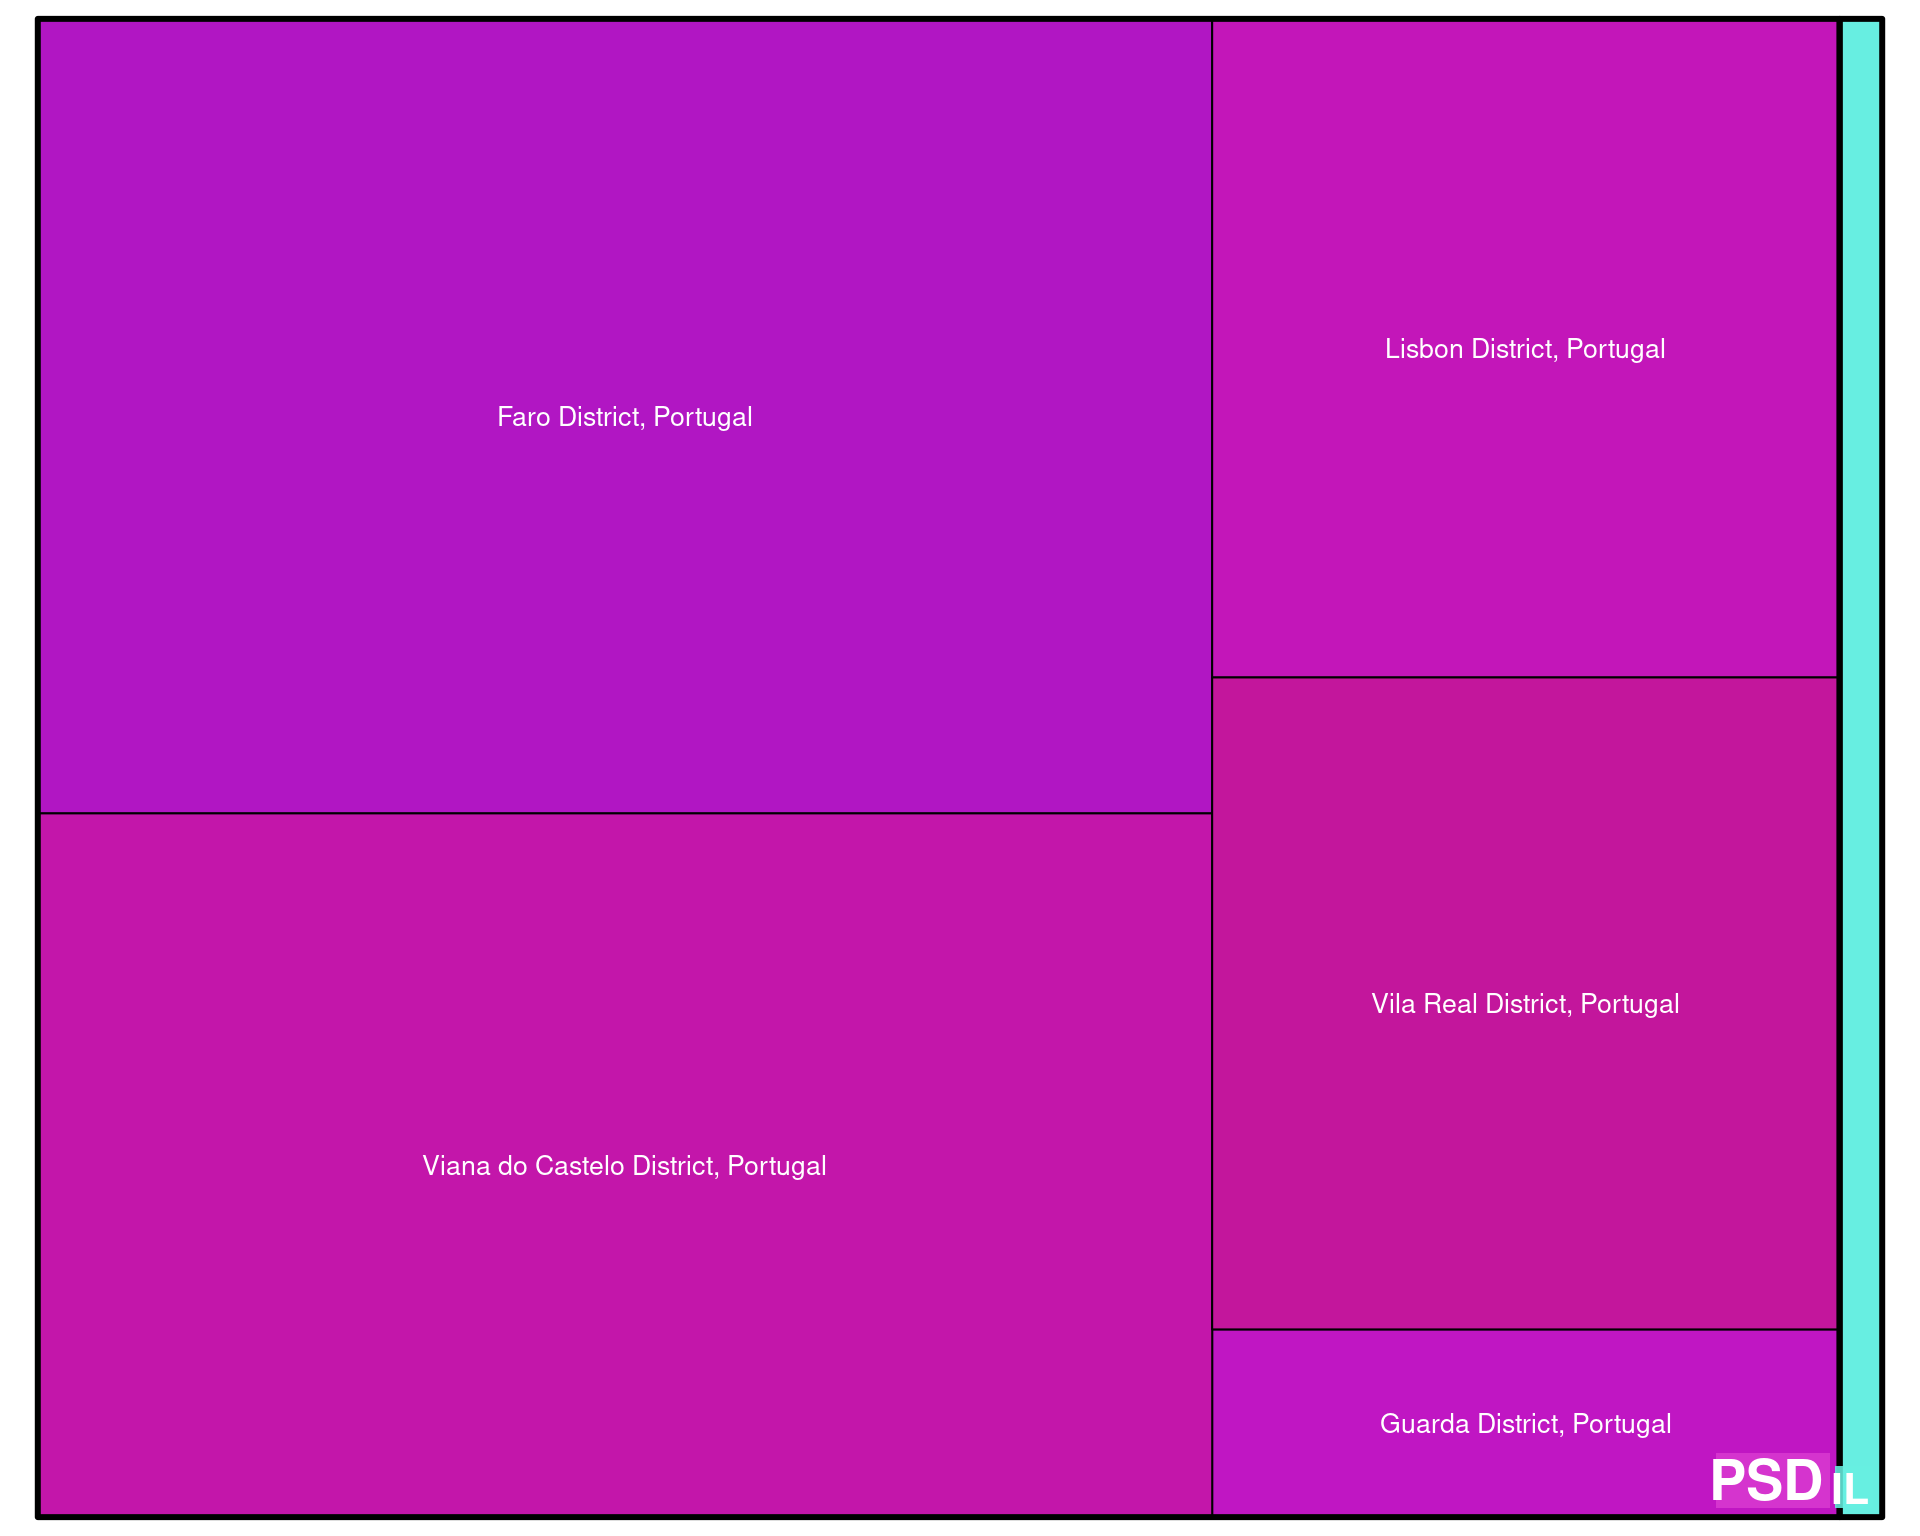 Faro District, Portugal
Viana do Castelo District, Portugal
Lisbon District, Portugal
Vila Real District, Portugal
Guarda District, Portugal
PSD
IL